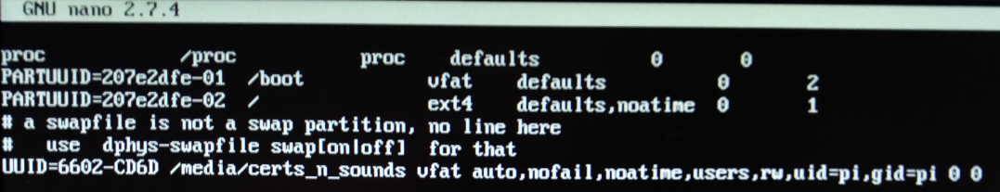 GNU nano 2.7.4
proc /proc proc defaults 0 0
PARTUUID=207e2dfe-01 /boot vfat defaults 0 2
PARTUUID=207e2dfe-02 / ext4 defaults,noatime 0 1
# a swapfile is not a swap partition, no line here
# use dphys-swapfile swap[on|off] for that
UUID=6602-CD6D /media/certs_n_sounds vfat auto,nofail,noatime,users,rw,uid=pi,gid=pi 0 0